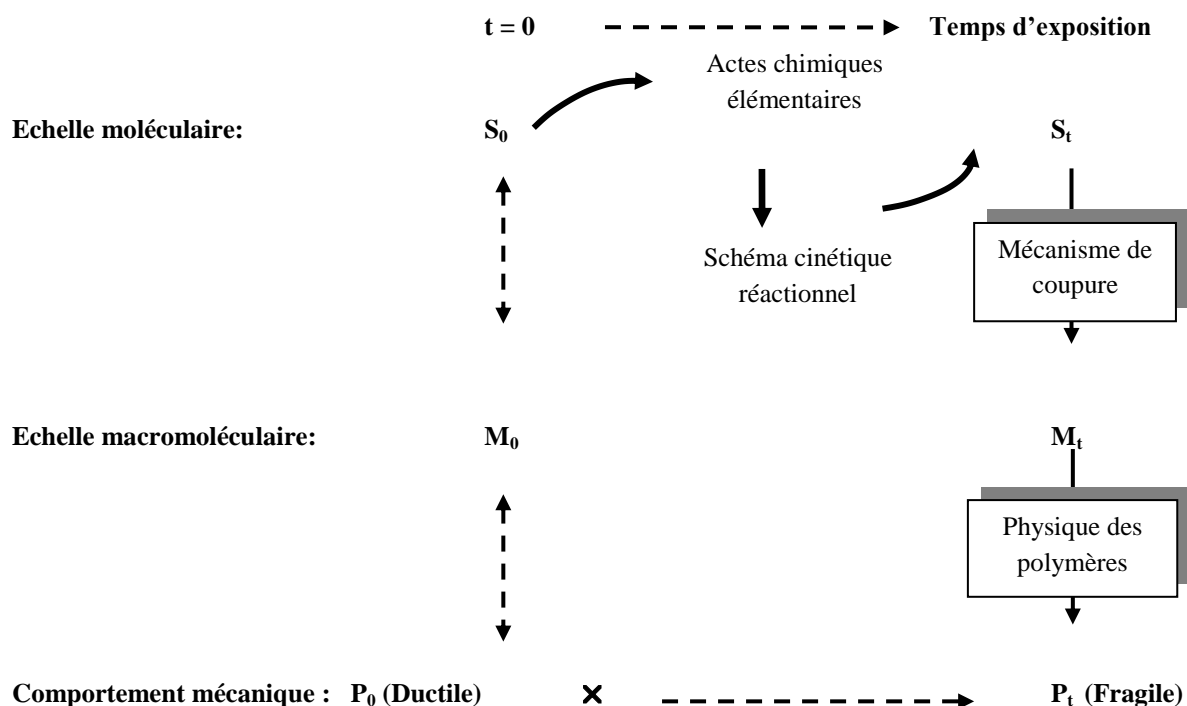 t = 0 Temps d’exposition
Actes chimiques
élémentaires
Echelle moléculaire: S₀ Sₜ
Schéma cinétique
réactionnel
Mécanisme de
coupure
Echelle macromoléculaire: M₀ Mₜ
Physique des
polymères
Comportement mécanique : P₀ (Ductile) × Pₜ (Fragile)